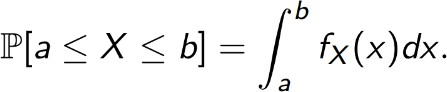 ℙ[a ≤ X ≤ b] = ∫_a^b f_X(x)dx.